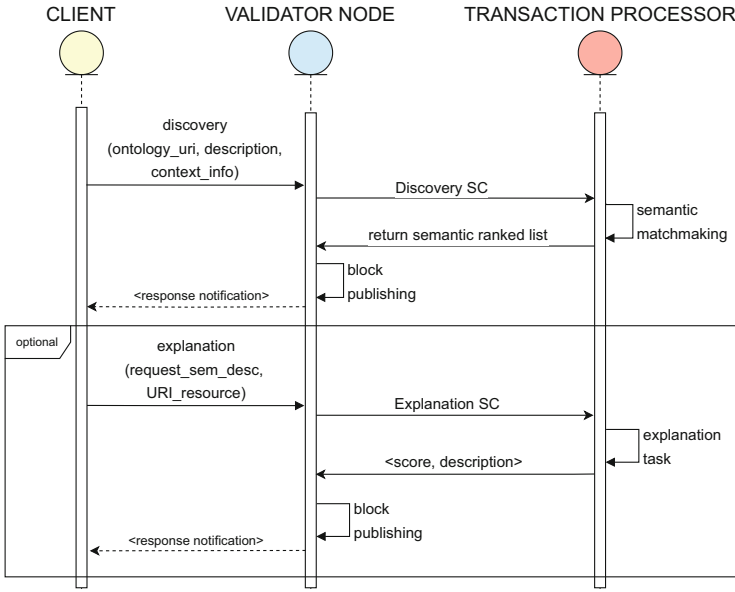 CLIENT
VALIDATOR NODE
TRANSACTION PROCESSOR
discovery
(ontology_uri, description,
context_info)
Discovery SC
semantic
matchmaking
return semantic ranked list
block
publishing
<response notification>
optional
explanation
(request_sem_desc,
URI_resource)
Explanation SC
explanation
task
<score, description>
block
publishing
<response notification>